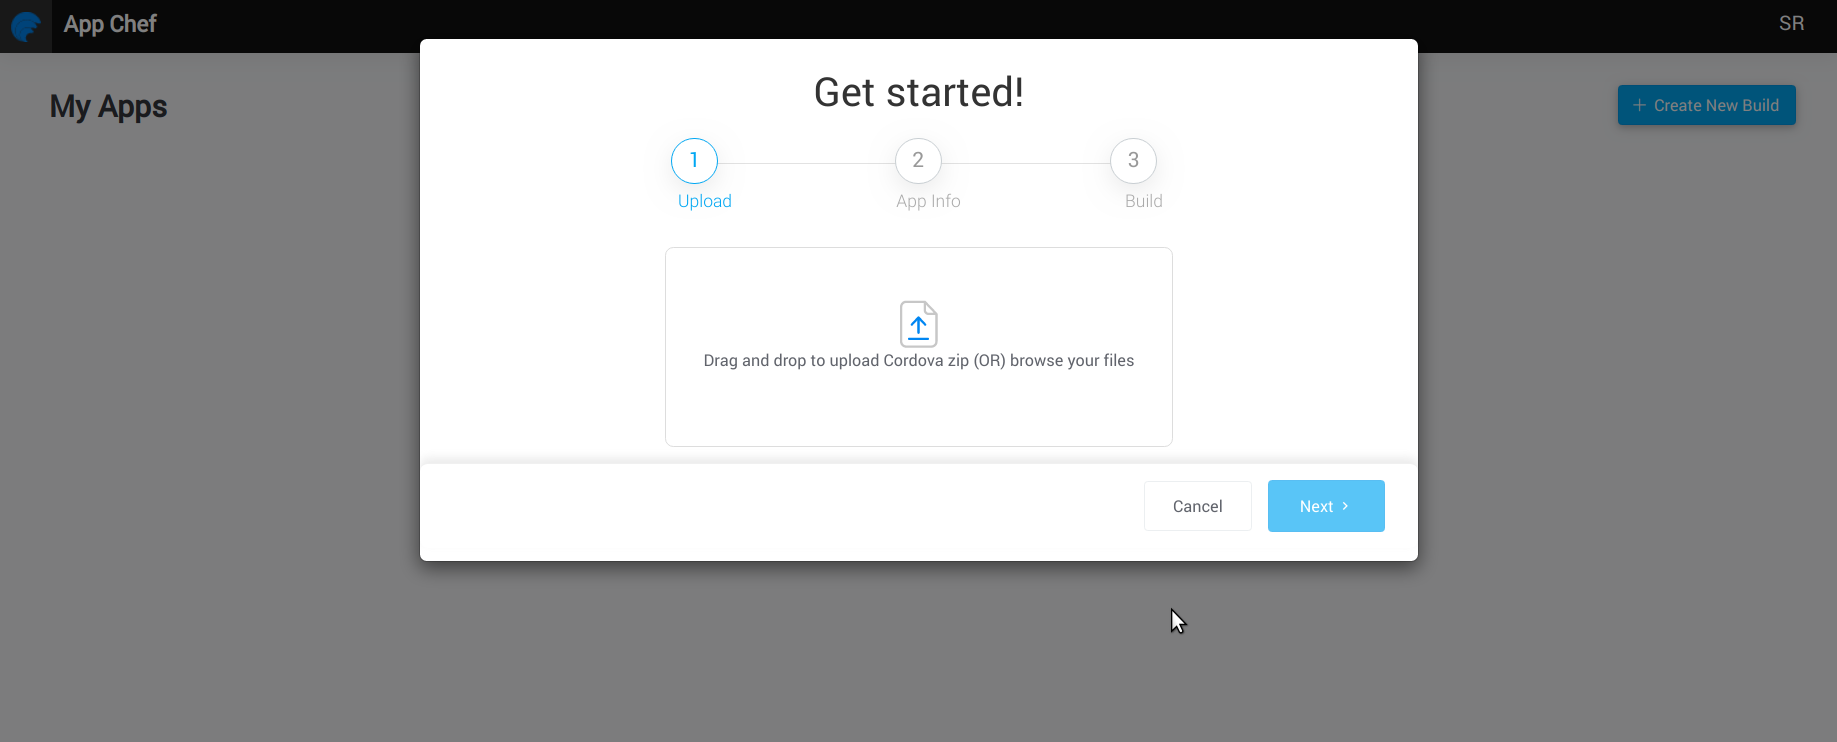 App Chef
SR
My Apps
+ Create New Build
Get started!
1
2
3
Upload
App Info
Build
Drag and drop to upload Cordova zip (OR) browse your files
Cancel
Next >